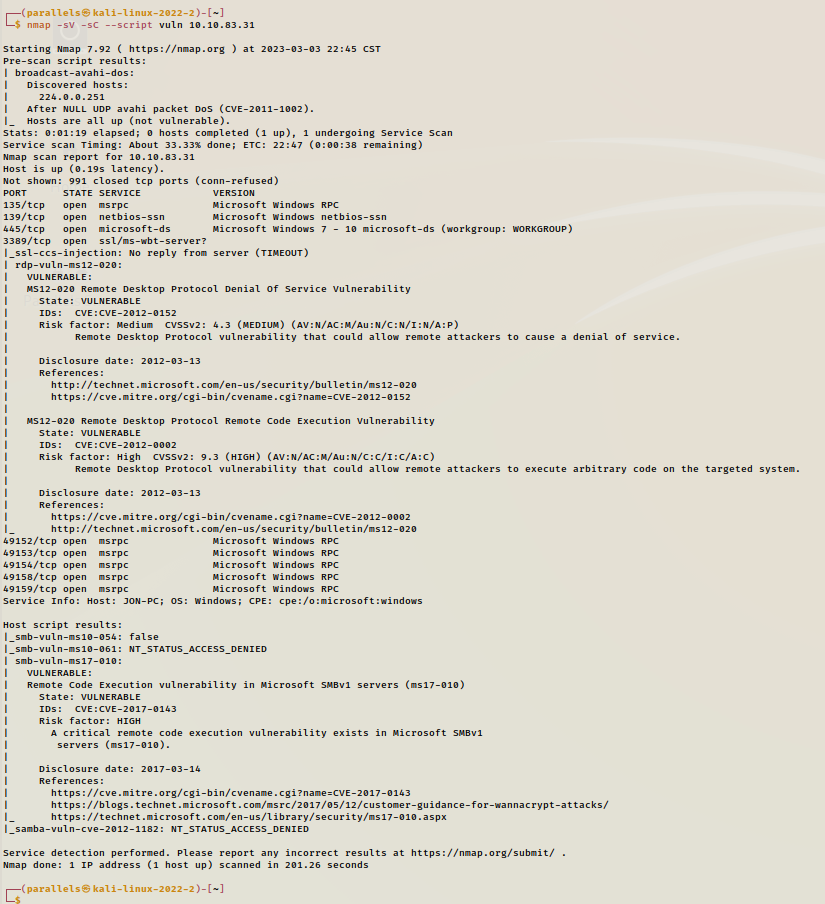 ┌──(parallels㉿kali-linux-2022-2)-[~]
└─$ nmap -sV -sC --script vuln 10.10.83.31

Starting Nmap 7.92 ( https://nmap.org ) at 2023-03-03 22:45 CST
Pre-scan script results:
| broadcast-avahi-dos:
|   Discovered hosts:
|     224.0.0.251
|   After NULL UDP avahi packet DoS (CVE-2011-1002).
|_  Hosts are all up (not vulnerable).
Stats: 0:01:19 elapsed; 0 hosts completed (1 up), 1 undergoing Service Scan
Service scan Timing: About 33.33% done; ETC: 22:47 (0:00:38 remaining)
Nmap scan report for 10.10.83.31
Host is up (0.19s latency).
Not shown: 991 closed tcp ports (conn-refused)
PORT      STATE SERVICE            VERSION
135/tcp   open  msrpc              Microsoft Windows RPC
139/tcp   open  netbios-ssn        Microsoft Windows netbios-ssn
445/tcp   open  microsoft-ds       Microsoft Windows 7 - 10 microsoft-ds (workgroup: WORKGROUP)
3389/tcp  open  ssl/ms-wbt-server?
|_ssl-ccs-injection: No reply from server (TIMEOUT)
| rdp-vuln-ms12-020:
|   VULNERABLE:
|   MS12-020 Remote Desktop Protocol Denial Of Service Vulnerability
|     State: VULNERABLE
|     IDs:  CVE:CVE-2012-0152
|     Risk factor: Medium  CVSSv2: 4.3 (MEDIUM) (AV:N/AC:M/Au:N/C:N/I:N/A:P)
|           Remote Desktop Protocol vulnerability that could allow remote attackers to cause a denial of service.
|
|     Disclosure date: 2012-03-13
|     References:
|       http://technet.microsoft.com/en-us/security/bulletin/ms12-020
|       https://cve.mitre.org/cgi-bin/cvename.cgi?name=CVE-2012-0152
|
|   MS12-020 Remote Desktop Protocol Remote Code Execution Vulnerability
|     State: VULNERABLE
|     IDs:  CVE:CVE-2012-0002
|     Risk factor: High  CVSSv2: 9.3 (HIGH) (AV:N/AC:M/Au:N/C:C/I:C/A:C)
|           Remote Desktop Protocol vulnerability that could allow remote attackers to execute arbitrary code on the targeted system.
|
|     Disclosure date: 2012-03-13
|     References:
|       https://cve.mitre.org/cgi-bin/cvename.cgi?name=CVE-2012-0002
|_      http://technet.microsoft.com/en-us/security/bulletin/ms12-020
49152/tcp open  msrpc              Microsoft Windows RPC
49153/tcp open  msrpc              Microsoft Windows RPC
49154/tcp open  msrpc              Microsoft Windows RPC
49158/tcp open  msrpc              Microsoft Windows RPC
49159/tcp open  msrpc              Microsoft Windows RPC
Service Info: Host: JON-PC; OS: Windows; CPE: cpe:/o:microsoft:windows

Host script results:
|_smb-vuln-ms10-054: false
|_smb-vuln-ms10-061: NT_STATUS_ACCESS_DENIED
| smb-vuln-ms17-010:
|   VULNERABLE:
|   Remote Code Execution vulnerability in Microsoft SMBv1 servers (ms17-010)
|     State: VULNERABLE
|     IDs:  CVE:CVE-2017-0143
|     Risk factor: HIGH
|       A critical remote code execution vulnerability exists in Microsoft SMBv1
|        servers (ms17-010).
|
|     Disclosure date: 2017-03-14
|     References:
|       https://cve.mitre.org/cgi-bin/cvename.cgi?name=CVE-2017-0143
|       https://blogs.technet.microsoft.com/msrc/2017/05/12/customer-guidance-for-wannacrypt-attacks/
|_      https://technet.microsoft.com/en-us/library/security/ms17-010.aspx
|_samba-vuln-cve-2012-1182: NT_STATUS_ACCESS_DENIED

Service detection performed. Please report any incorrect results at https://nmap.org/submit/ .
Nmap done: 1 IP address (1 host up) scanned in 201.26 seconds

┌──(parallels㉿kali-linux-2022-2)-[~]
└─$